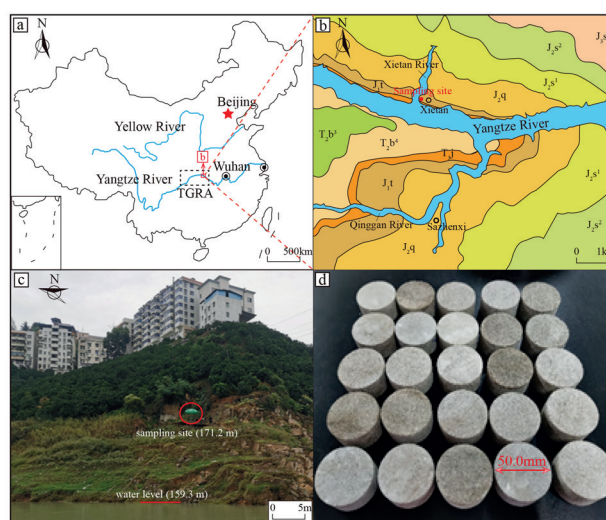 a
N
Beijing
Yellow River
b
Wuhan
Yangtze River
TGRA
0 500km
b
N
Xietan River
J₁t
Sampling site
Xietan
J₂q
J₂s¹
J₂s²
Yangtze River
T₂b³
T₂b⁴
T₃j
J₁t
J₂s¹
Qinggan River
Sazhenxi
J₂q
J₂s²
c
N
sampling site (171.2 m)
water level (159.3 m)
0 5m
d
50.0mm